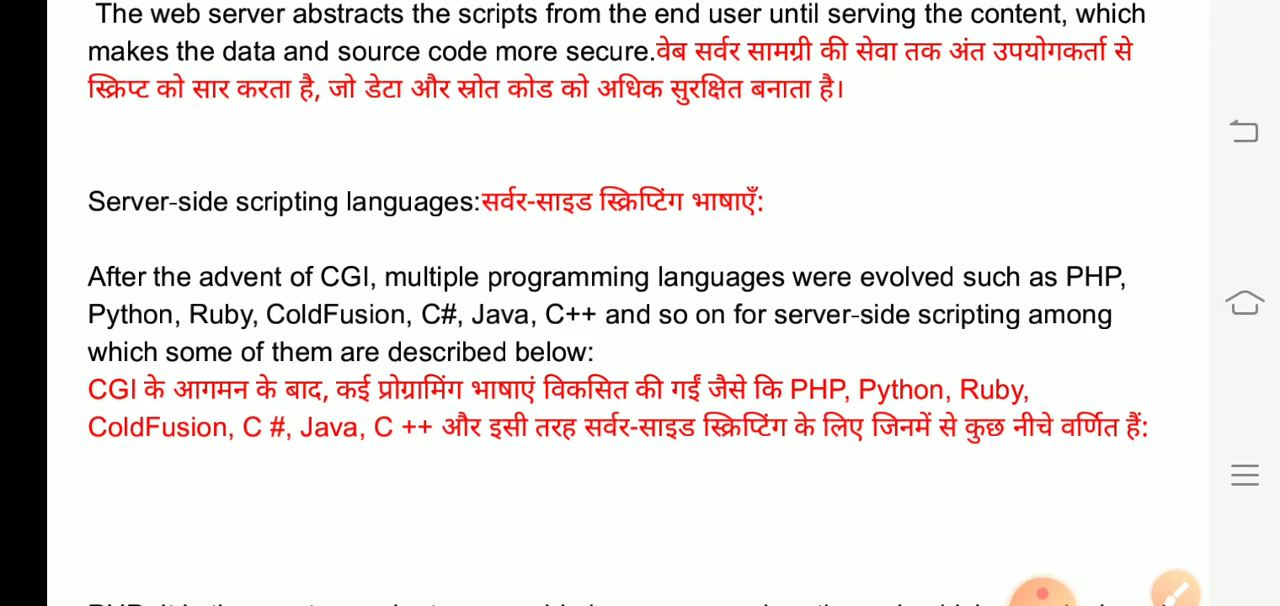 The web server abstracts the scripts from the end user until serving the content, which
makes the data and source code more secure.वेब सर्वर सामग्री की सेवा तक अंत उपयोगकर्ता से
स्क्रिप्ट को सार करता है, जो डेटा और स्रोत कोड को अधिक सुरक्षित बनाता है।
Server-side scripting languages:सर्वर-साइड स्क्रिप्टिंग भाषाएँ:
After the advent of CGI, multiple programming languages were evolved such as PHP,
Python, Ruby, ColdFusion, C#, Java, C++ and so on for server-side scripting among
which some of them are described below:
CGI के आगमन के बाद, कई प्रोग्रामिंग भाषाएं विकसित की गईं जैसे कि PHP, Python, Ruby,
ColdFusion, C #, Java, C ++ और इसी तरह सर्वर-साइड स्क्रिप्टिंग के लिए जिनमें से कुछ नीचे वर्णित हैं: